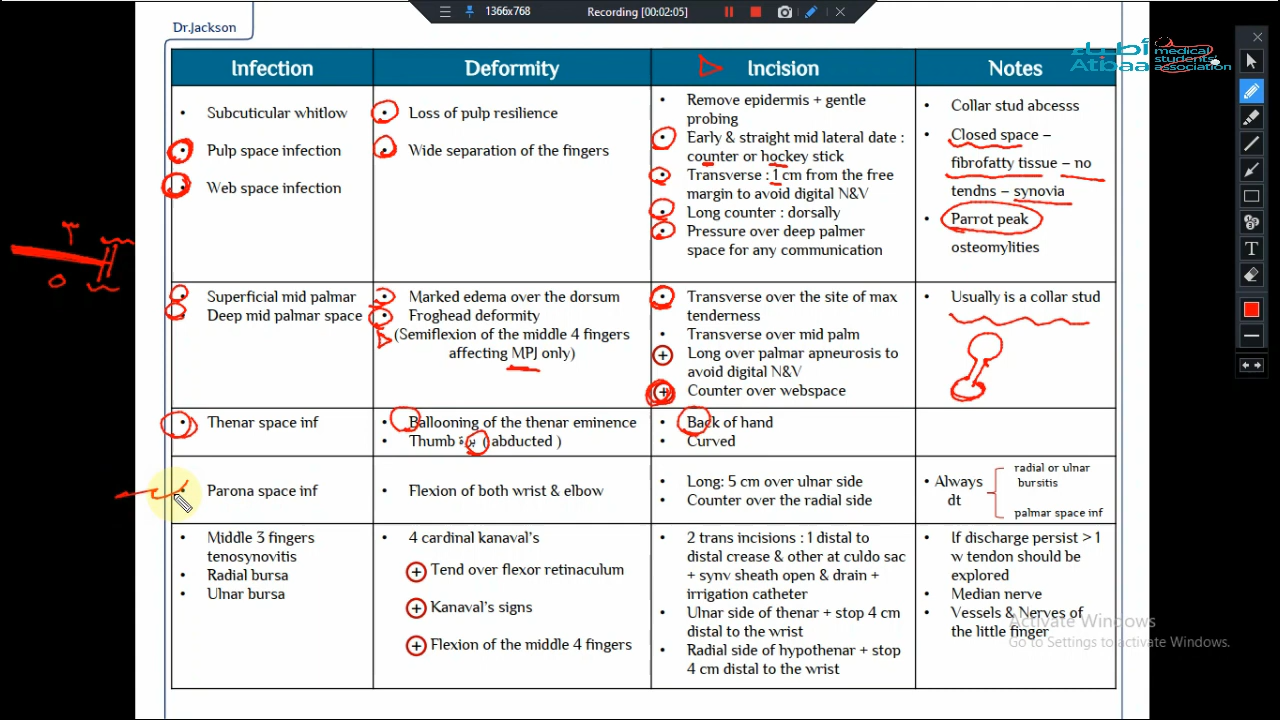 1366x768
Recording [00:02:05]
Dr.Jackson
أطباء
Atbaa
medical
students'
association
Infection
Deformity
Incision
Notes
Subcuticular whitlow
Pulp space infection
Web space infection
Loss of pulp resilience
Wide separation of the fingers
Remove epidermis + gentle
probing
Early & straight mid lateral date :
counter or hockey stick
Transverse : 1 cm from the free
margin to avoid digital N&V
Long counter : dorsally
Pressure over deep palmer
space for any communication
Collar stud abcesss
Closed space –
fibrofatty tissue – no
tendns – synovia
Parrot peak
osteomylities
Superficial mid palmar
Deep mid palmar space
Marked edema over the dorsum
Froghead deformity
(Semiflexion of the middle 4 fingers
affecting MPJ only)
Transverse over the site of max
tenderness
Transverse over mid palm
Long over palmar apneurosis to
avoid digital N&V
Counter over webspace
Usually is a collar stud
Thenar space inf
Ballooning of the thenar eminence
Thumb برة ( abducted )
Back of hand
Curved
Parona space inf
Flexion of both wrist & elbow
Long: 5 cm over ulnar side
Counter over the radial side
Always
dt
radial or ulnar
bursitis
palmar space inf
Middle 3 fingers
tenosynovitis
Radial bursa
Ulnar bursa
4 cardinal kanaval's
Tend over flexor retinaculum
Kanaval's signs
Flexion of the middle 4 fingers
2 trans incisions : 1 distal to
distal crease & other at culdo sac
+ synv sheath open & drain +
irrigation catheter
Ulnar side of thenar + stop 4 cm
distal to the wrist
Radial side of hypothenar + stop
4 cm distal to the wrist
If discharge persist > 1
w tendon should be
explored
Median nerve
Vessels & Nerves of
the little finger
Activate Windows
Go to Settings to activate Windows.